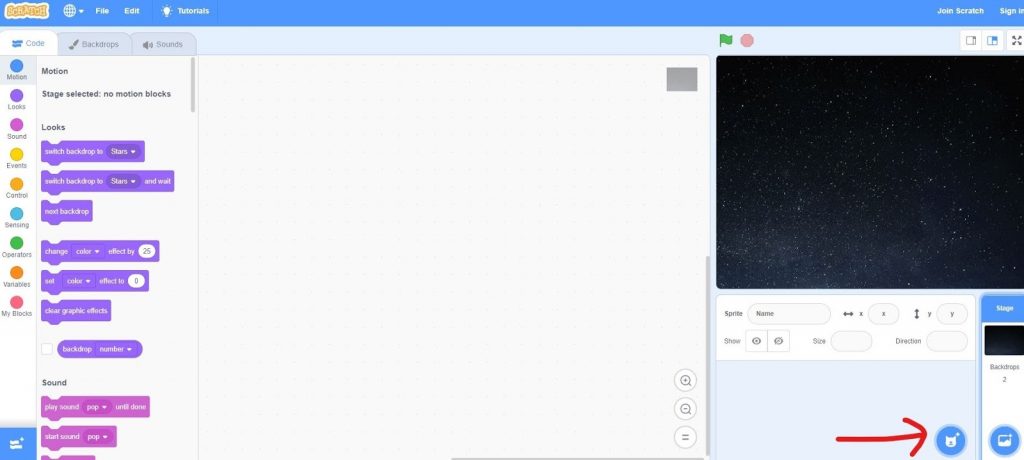 SCRATCH
File
Edit
Tutorials
Join Scratch
Sign in
Code
Backdrops
Sounds
Motion
Looks
Sound
Events
Control
Sensing
Operators
Variables
My Blocks
Motion
Stage selected: no motion blocks
Looks
switch backdrop to Stars
switch backdrop to Stars and wait
next backdrop
change color effect by 25
set color effect to 0
clear graphic effects
backdrop number
Sound
play sound pop until done
start sound pop
Sprite Name x x y y
Show Size Direction
Stage
Backdrops
2